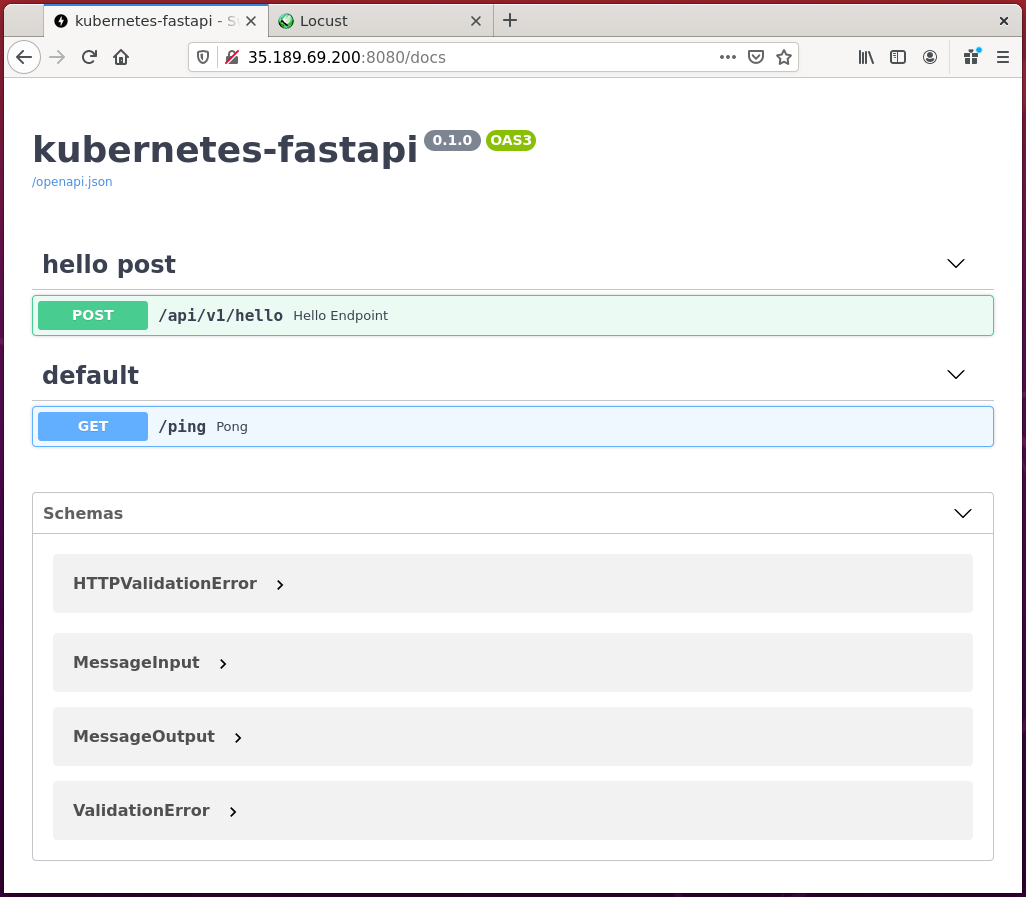 kubernetes-fastapi - S
Locust
35.189.69.200:8080/docs
kubernetes-fastapi 0.1.0 OAS3
/openapi.json
hello post
POST /api/v1/hello Hello Endpoint
default
GET /ping Pong
Schemas
HTTPValidationError
MessageInput
MessageOutput
ValidationError